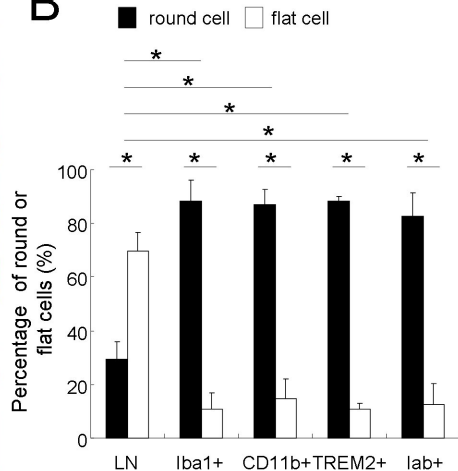 B
round cell flat cell
*
*
*
*
* * * * *
100
80
60
40
20
0
Percentage of round or
flat cells (%)
LN Iba1+ CD11b+ TREM2+ Iab+